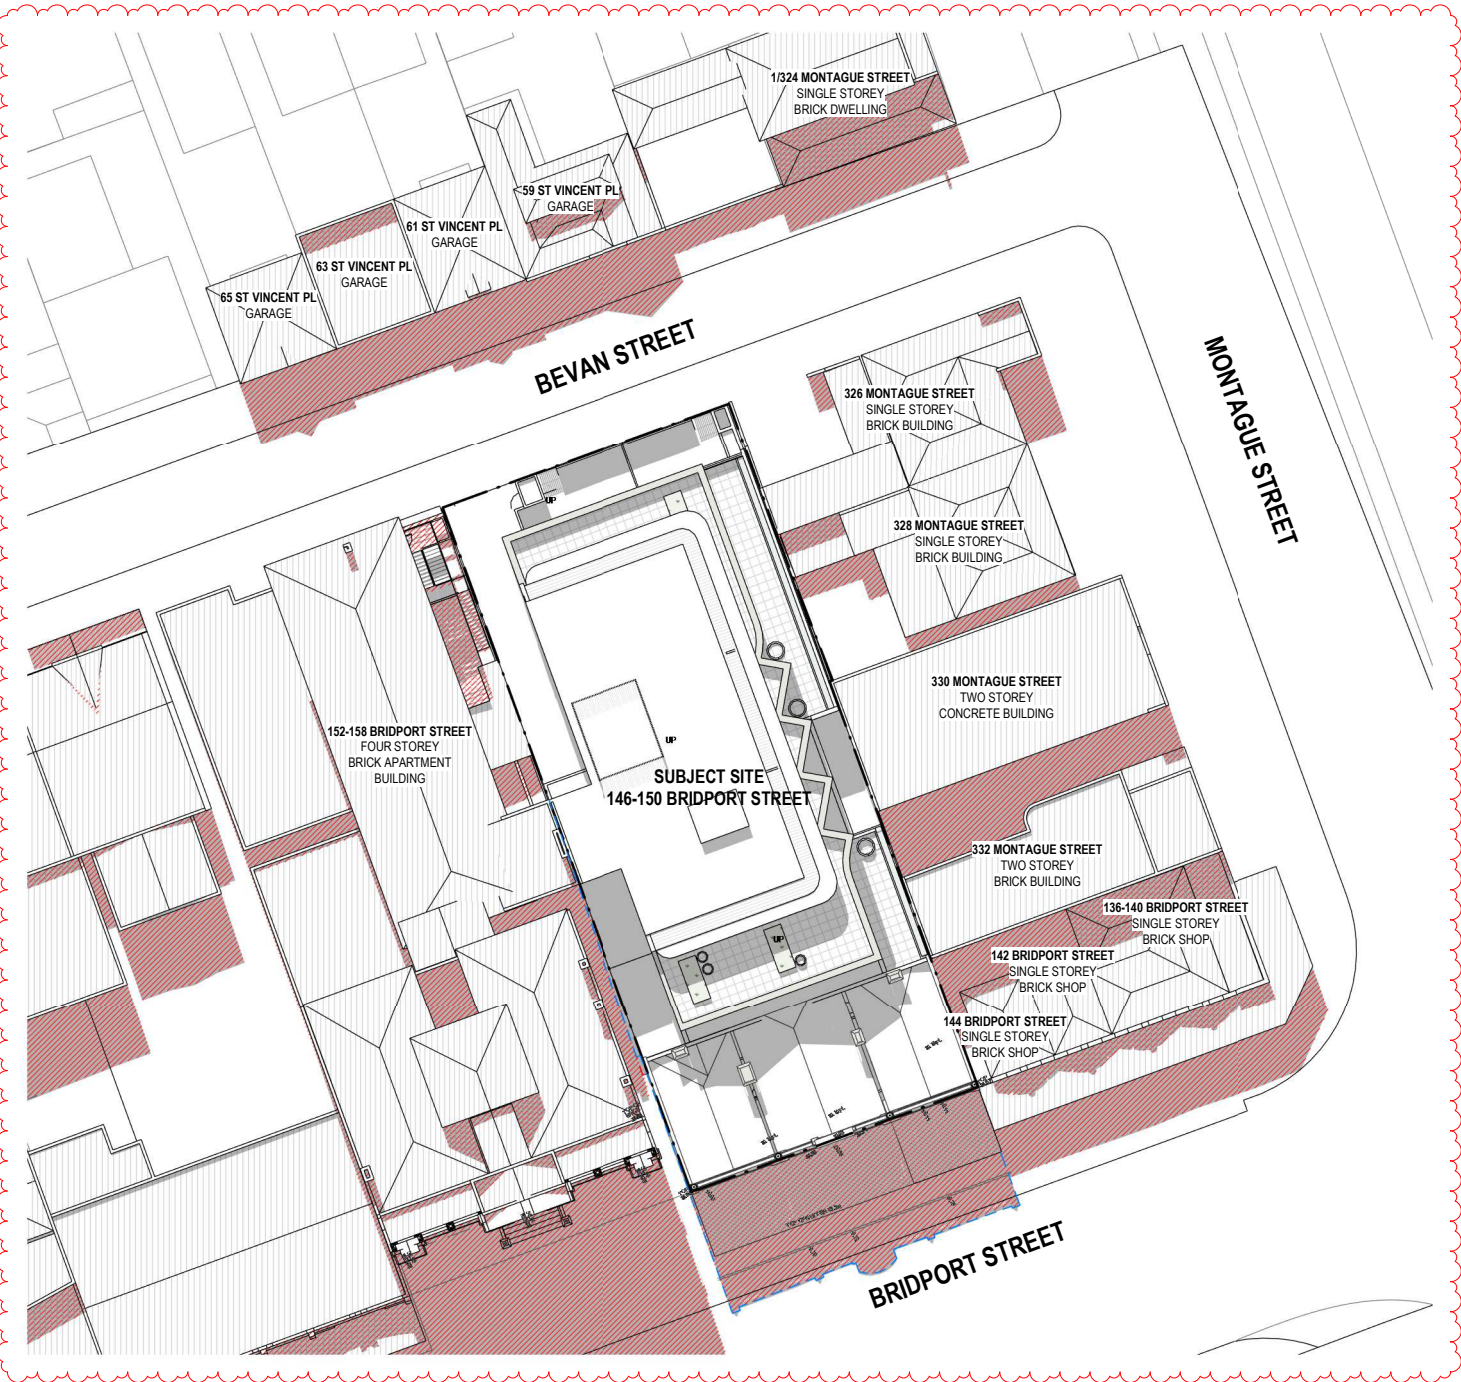 1/324 MONTAGUE STREET
SINGLE STOREY
BRICK DWELLING
59 ST VINCENT PL
GARAGE
61 ST VINCENT PL
GARAGE
63 ST VINCENT PL
GARAGE
65 ST VINCENT PL
GARAGE
BEVAN STREET
MONTAGUE STREET
326 MONTAGUE STREET
SINGLE STOREY
BRICK BUILDING
UP
328 MONTAGUE STREET
SINGLE STOREY
BRICK BUILDING
330 MONTAGUE STREET
TWO STOREY
CONCRETE BUILDING
152-158 BRIDPORT STREET
FOUR STOREY
BRICK APARTMENT
BUILDING
UP
SUBJECT SITE
146-150 BRIDPORT STREET
332 MONTAGUE STREET
TWO STOREY
BRICK BUILDING
136-140 BRIDPORT STREET
SINGLE STOREY
BRICK SHOP
UP
142 BRIDPORT STREET
SINGLE STOREY
BRICK SHOP
144 BRIDPORT STREET
SINGLE STOREY
BRICK SHOP
BRIDPORT STREET